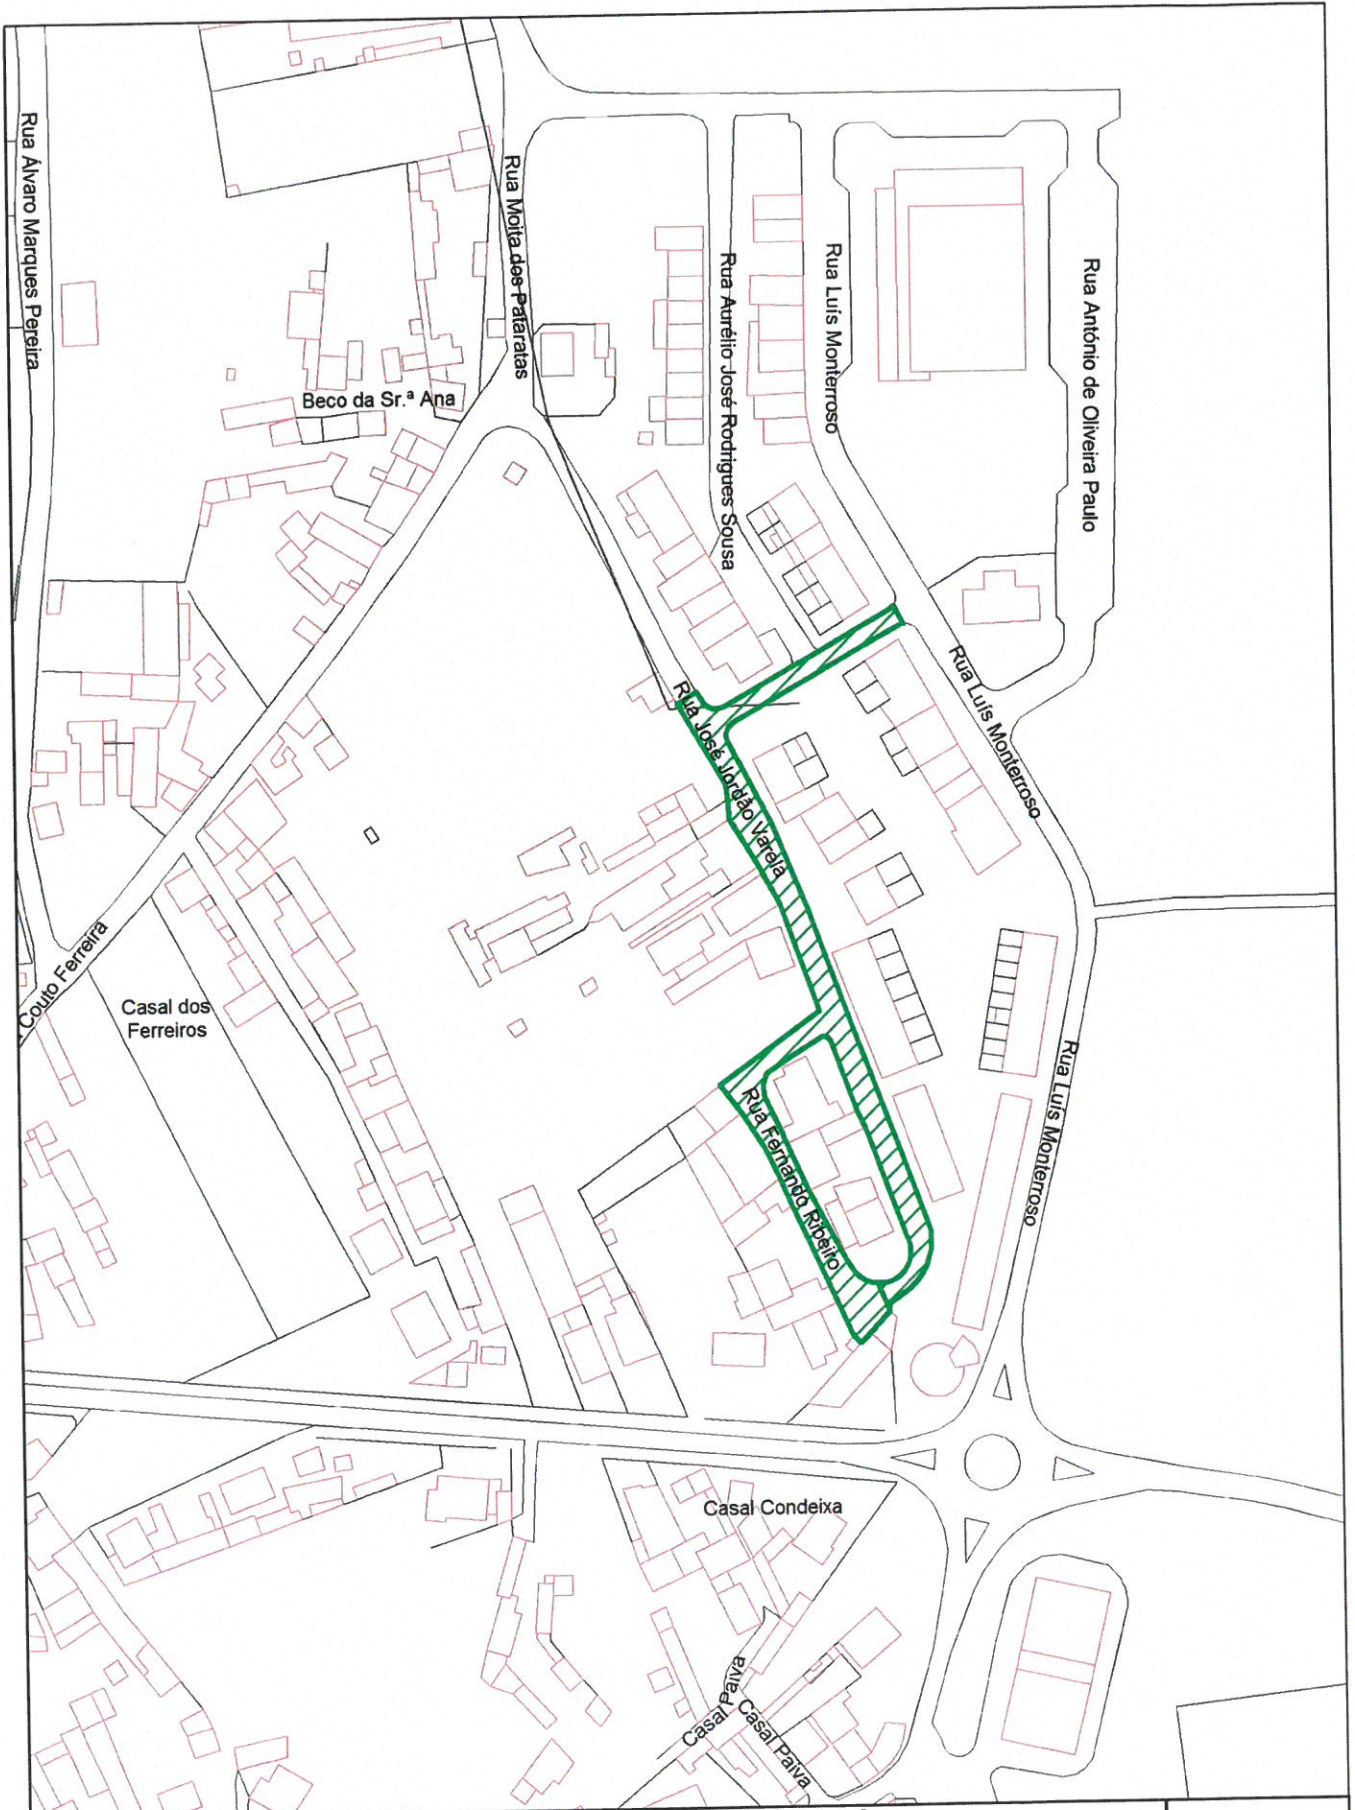 Rua Álvaro Marques Pereira
Rua Moita dos Pataratas
Rua Aurélio José Rodrigues Sousa
Rua Luís Monterroso
Rua António de Oliveira Paulo
Beco da Sr.ª Ana
Rua Luís Monterroso
Rua José Jordão Varela
Couto Ferreira
Casal dos
Ferreiros
Rua Luís Monterroso
Rua Fernando Ribeiro
Casal Condeixa
Casal Paiva
Casal Paiva